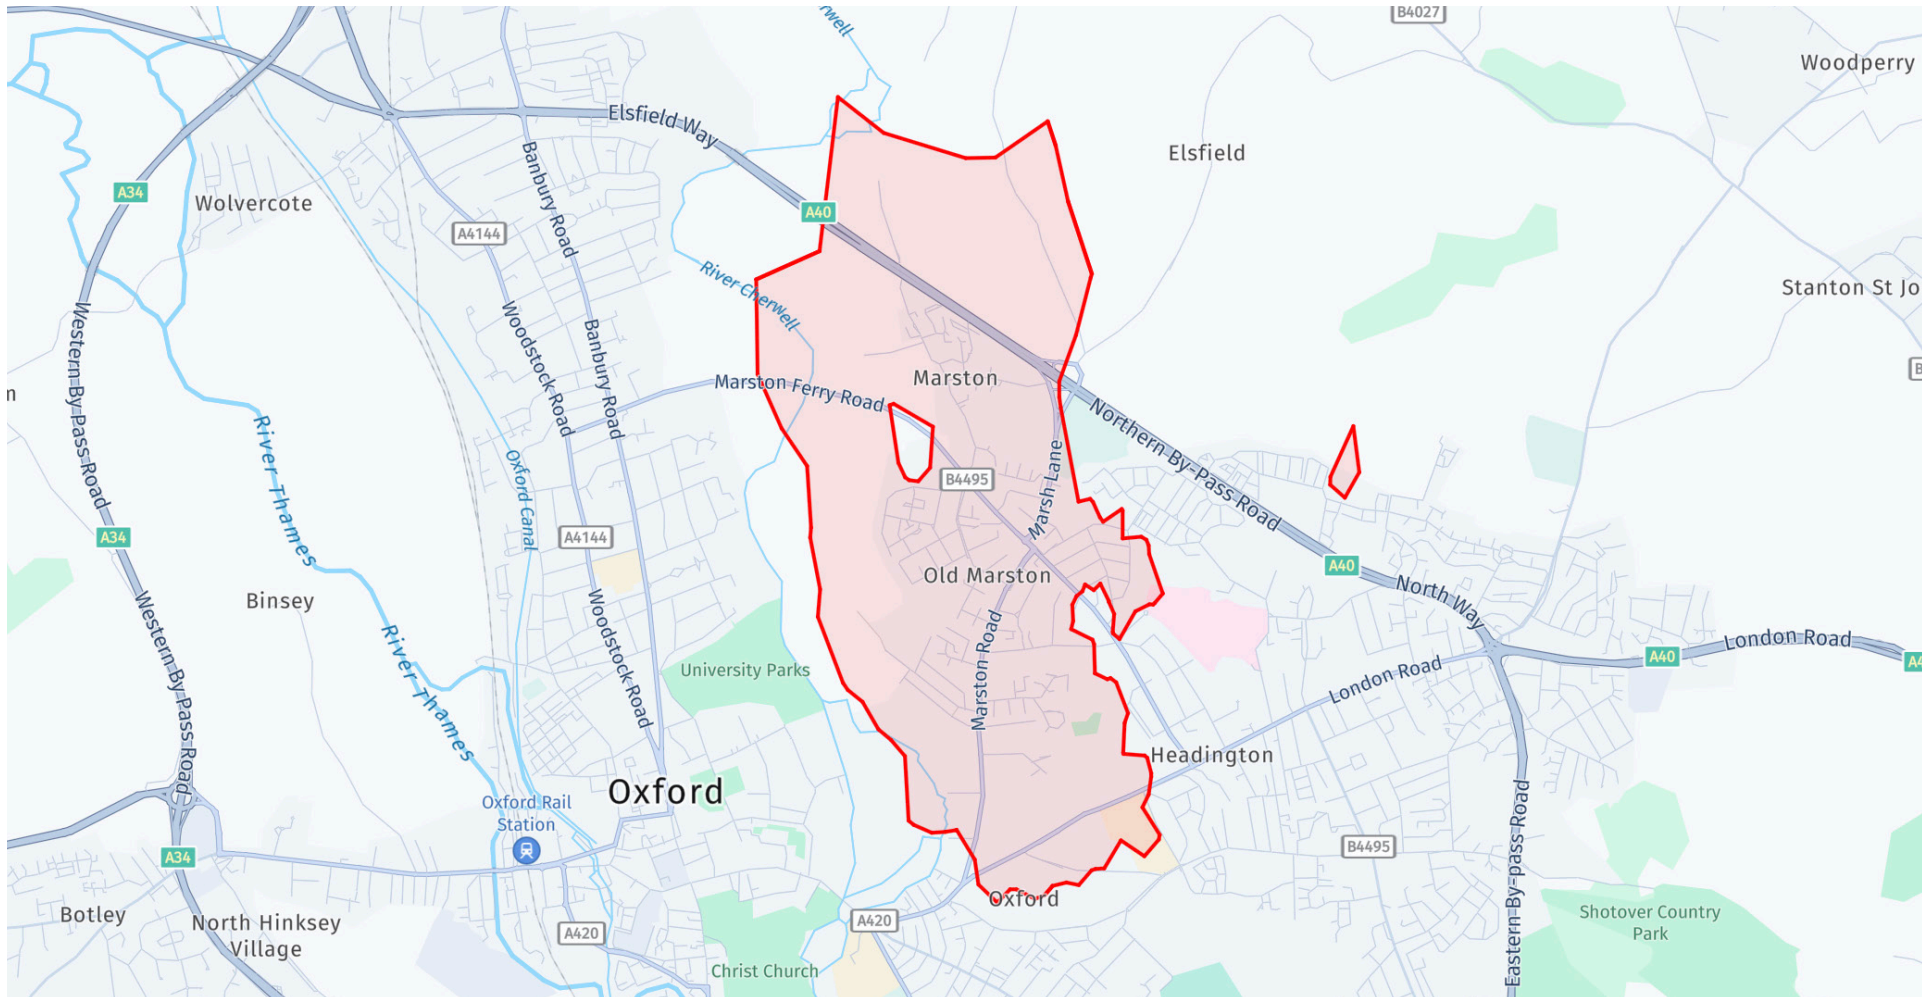 rwell
B4027
Woodperry
Elsfield Way
Elsfield
A34
Wolvercote
Banbury Road
A40
A4144
River Cherwell
Stanton St Jo
Western By Pass Road
Woodstock Road
Banbury Road
Marston
Marston Ferry Road
B
n
Northern By-Pass Road
River Thames
Oxford Canal
Marsh Lane
B4495
A34
A4144
A40
Old Marston
North Way
Binsey
Western By Pass Road
Woodstock Road
River Thames
University Parks
Marston Road
London Road
A40
London Road
A4
Headington
Oxford
Oxford Rail
Station
A34
B4495
Eastern By-pass Road
Oxford
Botley
North Hinksey
Village
A420
A420
Christ Church
Shotover Country
Park